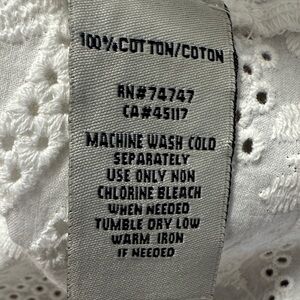 100%COTTON/COTON
RN#74747
CA#45117
MACHINE WASH COLD
SEPARATELY
USE ONLY NON
CHLORINE BLEACH
WHEN NEEDED
TUMBLE DRY LOW
WARM IRON
IF NEEDED